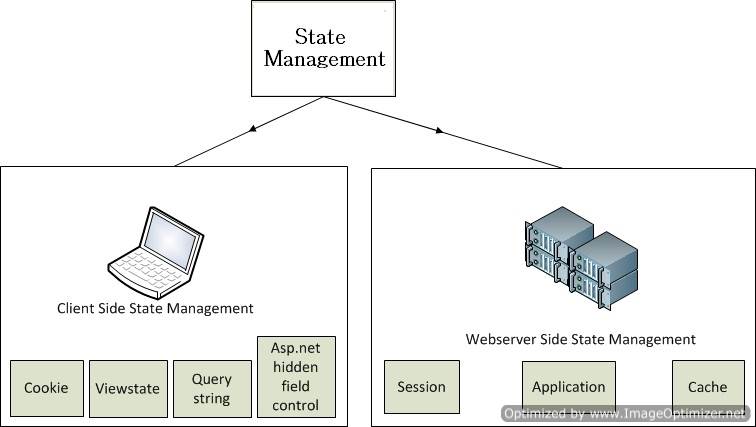 State
Management
Client Side State Management
Cookie
Viewstate
Query
string
Asp.net
hidden
field
control
Webserver Side State Management
Session
Application
Cache
Optimized by www.ImageOptimizer.net